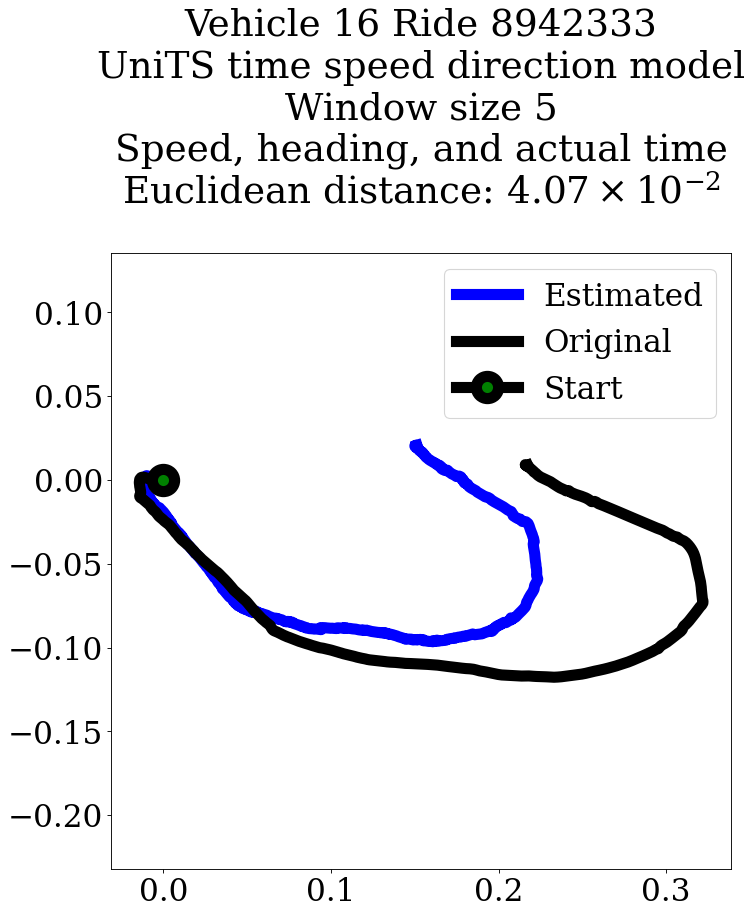 Vehicle 16 Ride 8942333
UniTS time speed direction model
Window size 5
Speed, heading, and actual time
Euclidean distance: 4.07 × 10⁻²
Estimated
Original
Start
0.10
0.05
0.00
−0.05
−0.10
−0.15
−0.20
0.0 0.1 0.2 0.3